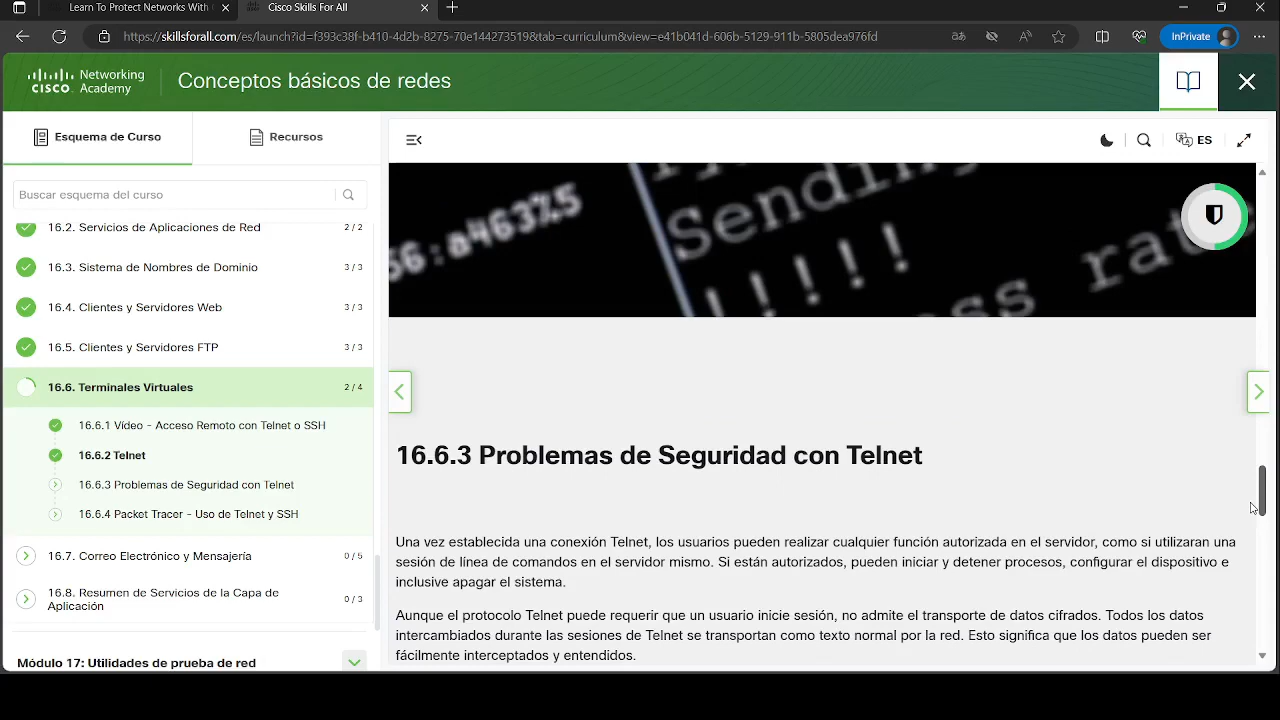 Learn To Protect Networks With
Cisco Skills For All
https://skillsforall.com/es/launch?id=f393c38f-b410-4d2b-8275-70e144273519&tab=curriculum&view=e41b041d-606b-5129-911b-5805dea976fd
InPrivate
Networking
CISCO Academy
Conceptos básicos de redes
Esquema de Curso
Recursos
ES
Buscar esquema del curso
16.2. Servicios de Aplicaciones de Red 2 / 2
16.3. Sistema de Nombres de Dominio 3 / 3
16.4. Clientes y Servidores Web 3 / 3
16.5. Clientes y Servidores FTP 3 / 3
16.6. Terminales Virtuales 2 / 4
16.6.1 Vídeo - Acceso Remoto con Telnet o SSH
16.6.2 Telnet
16.6.3 Problemas de Seguridad con Telnet
16.6.4 Packet Tracer - Uso de Telnet y SSH
16.7. Correo Electrónico y Mensajería 0 / 5
16.8. Resumen de Servicios de la Capa de
Aplicación 0 / 3
Módulo 17: Utilidades de prueba de red
Sending
!!!!!
16.6.3 Problemas de Seguridad con Telnet
Una vez establecida una conexión Telnet, los usuarios pueden realizar cualquier función autorizada en el servidor, como si utilizaran una
sesión de línea de comandos en el servidor mismo. Si están autorizados, pueden iniciar y detener procesos, configurar el dispositivo e
inclusive apagar el sistema.
Aunque el protocolo Telnet puede requerir que un usuario inicie sesión, no admite el transporte de datos cifrados. Todos los datos
intercambiados durante las sesiones de Telnet se transportan como texto normal por la red. Esto significa que los datos pueden ser
fácilmente interceptados y entendidos.